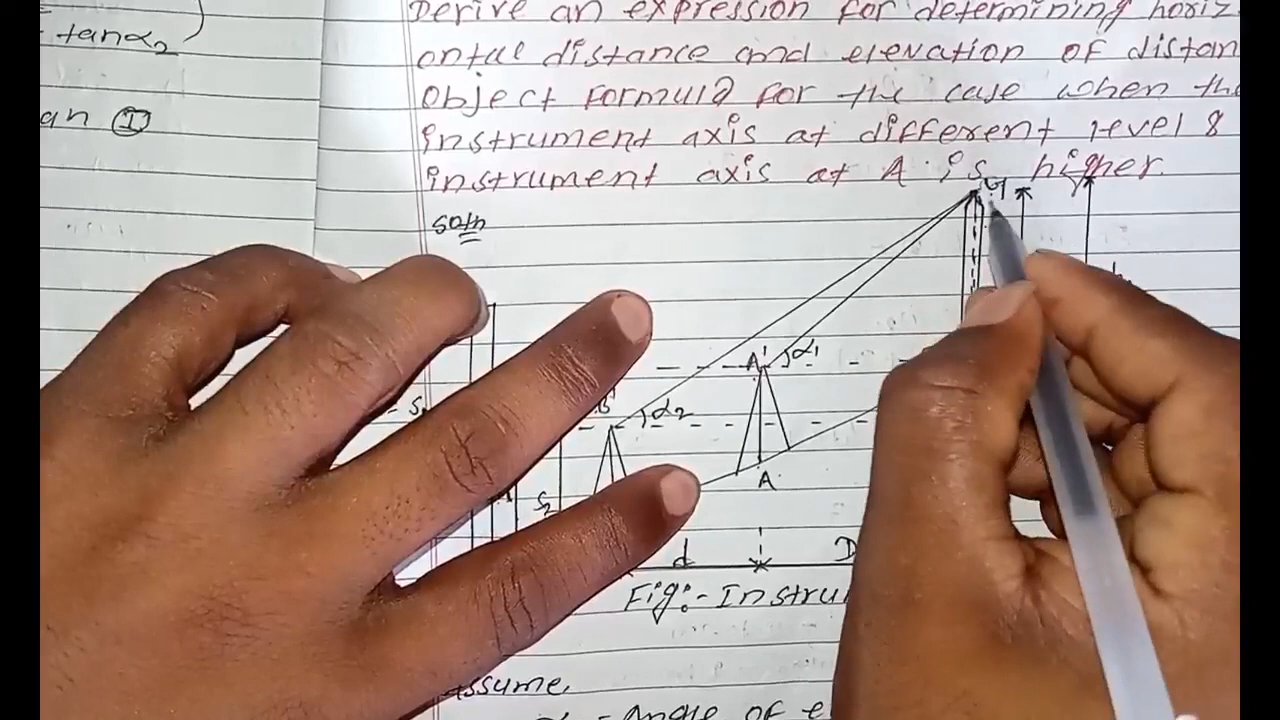 tanα₂
an ①
Derive an expression for determining horiz
ontal distance and elevation of distan
Object Formula for the case when the
instrument axis at different level &
instrument axis at A is higher.
Soln
A' α₁
B' α₂
S₂
A
d D
Fig:- Instru
Assume,
Angle of e